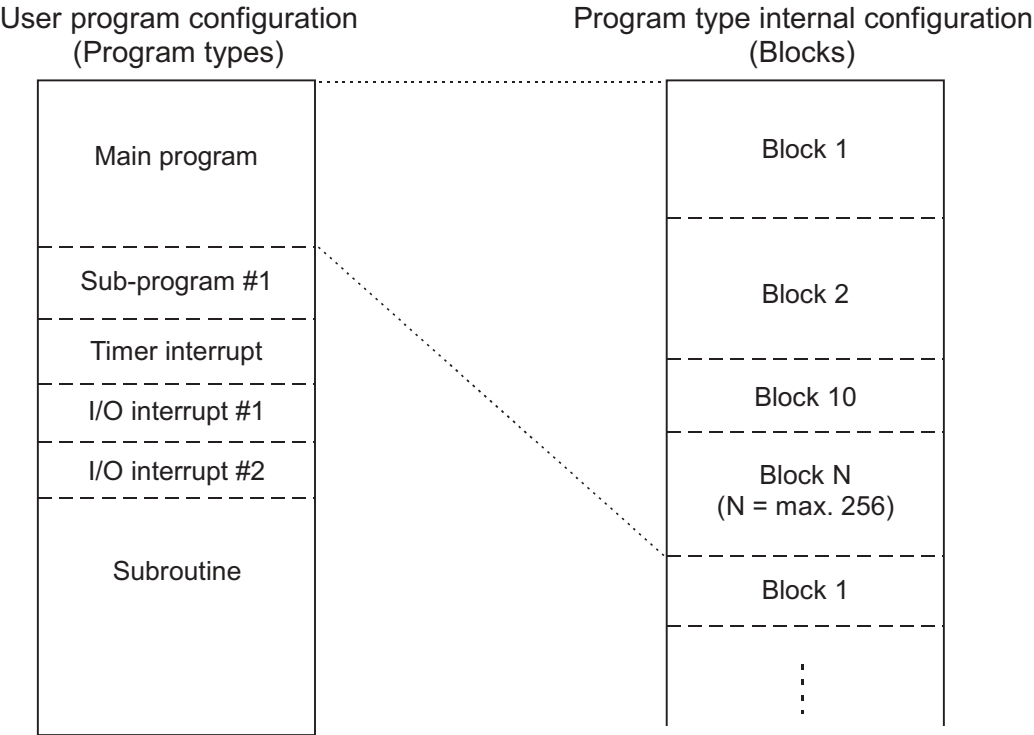 User program configuration
(Program types)
Main program
Sub-program #1
Timer interrupt
I/O interrupt #1
I/O interrupt #2
Subroutine
Program type internal configuration
(Blocks)
Block 1
Block 2
Block 10
Block N
(N = max. 256)
Block 1